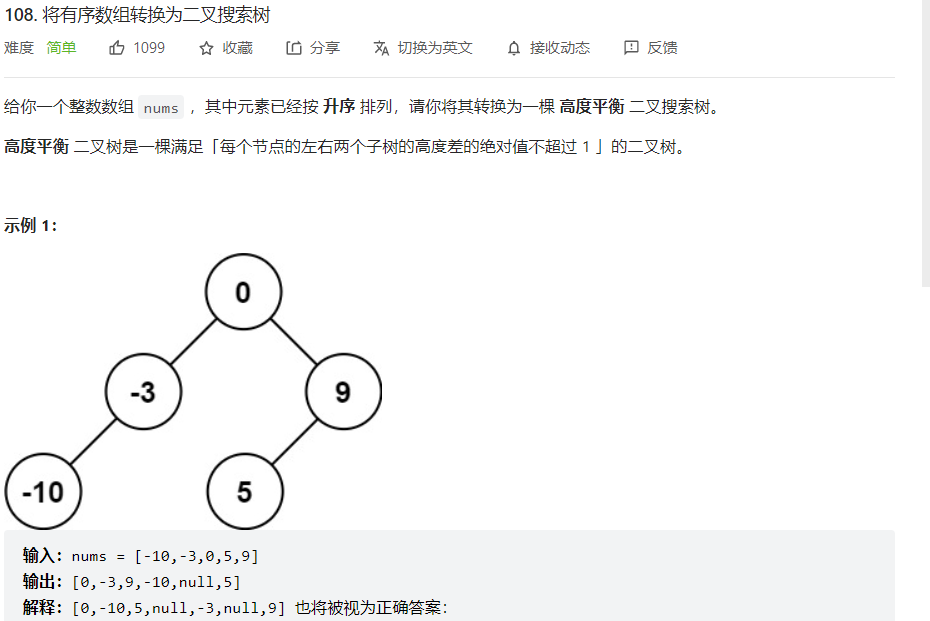 108. 将有序数组转换为二叉搜索树
难度 简单 1099 收藏 分享 切换为英文 接收动态 反馈
给你一个整数数组 nums ，其中元素已经按 升序 排列，请你将其转换为一棵 高度平衡 二叉搜索树。
高度平衡 二叉树是一棵满足「每个节点的左右两个子树的高度差的绝对值不超过 1 」的二叉树。
示例 1：
0
-3 9
-10 5
输入：nums = [-10,-3,0,5,9]
输出：[0,-3,9,-10,null,5]
解释：[0,-10,5,null,-3,null,9] 也将被视为正确答案：